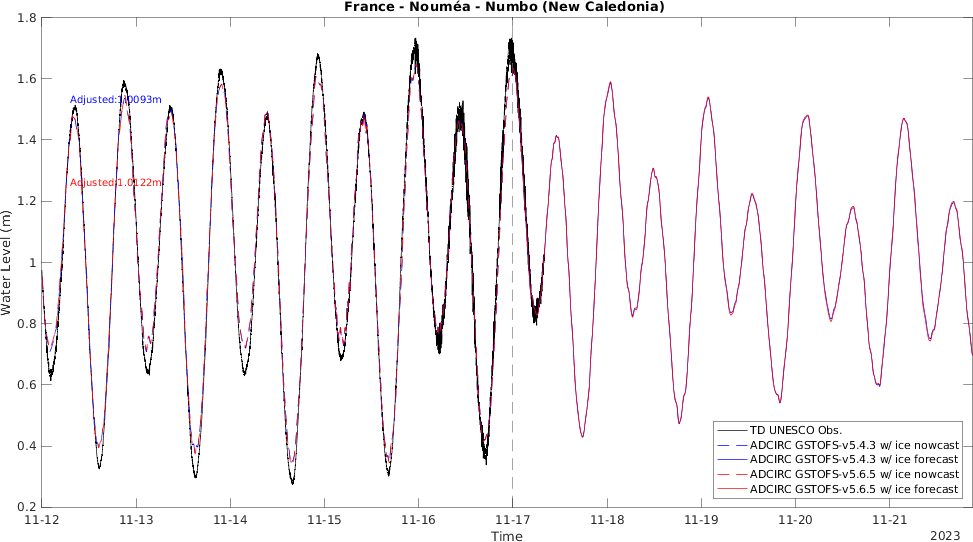 France - Nouméa - Numbo (New Caledonia)
1.8
1.6
1.4
1.2
1
0.8
0.6
0.4
0.2
Water Level (m)
Adjusted:1.0093m
Adjusted:1.0122m
TD UNESCO Obs.
ADCIRC GSTOFS-v5.4.3 w/ ice nowcast
ADCIRC GSTOFS-v5.4.3 w/ ice forecast
ADCIRC GSTOFS-v5.6.5 w/ ice nowcast
ADCIRC GSTOFS-v5.6.5 w/ ice forecast
11-12 11-13 11-14 11-15 11-16 11-17 11-18 11-19 11-20 11-21
Time
2023